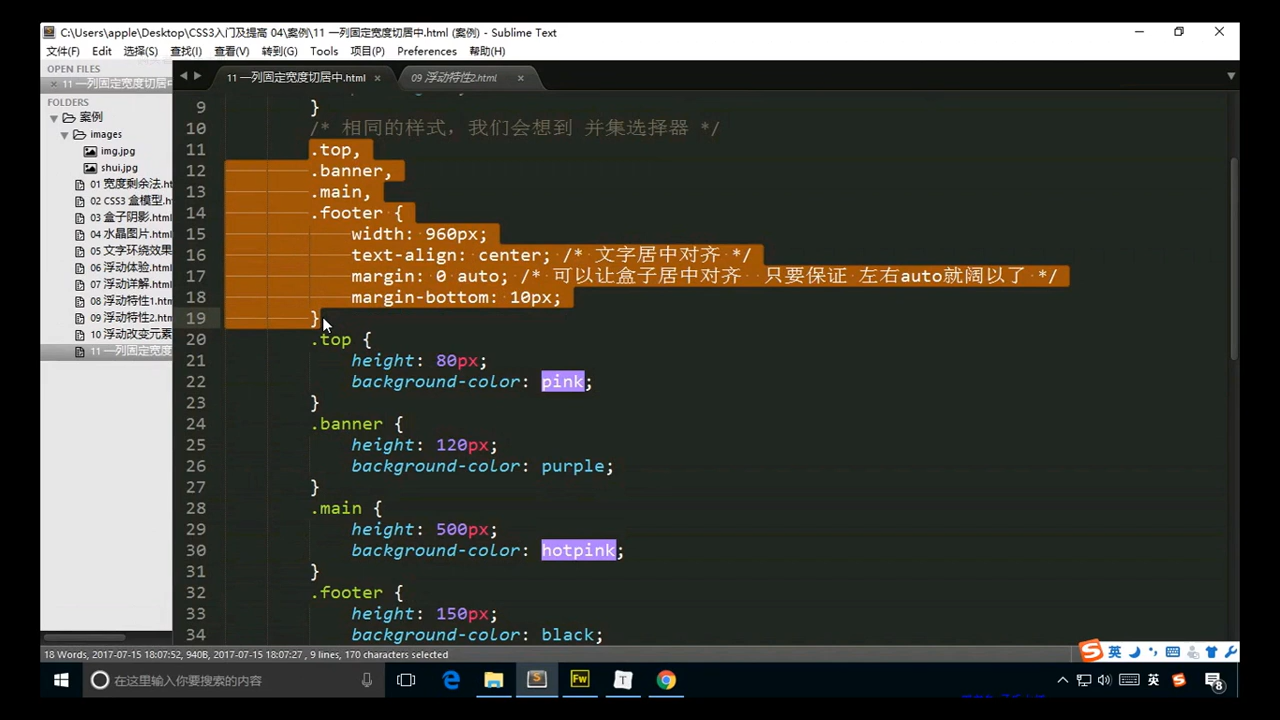 C:\Users\apple\Desktop\CSS3入门及提高 04\案例\11 一列固定宽度切居中.html (案例) - Sublime Text
文件(F) Edit 选择(S) 查找(I) 查看(V) 转到(G) Tools 项目(P) Preferences 帮助(H)
OPEN FILES
11 一列固定宽度切居中
FOLDERS
案例
images
img.jpg
shui.jpg
01 宽度剩余法.ht
02 CSS3 盒模型.
03 盒子阴影.html
04 水晶图片.html
05 文字环绕效果
06 浮动体验.html
07 浮动详解.html
08 浮动特性1.htm
09 浮动特性2.htm
10 浮动改变元素
11 一列固定宽度
11 一列固定宽度切居中.html × 09 浮动特性2.html ×
9 }
10 /* 相同的样式，我们会想到 并集选择器 */
11 .top,
12 .banner,
13 .main,
14 .footer {
15 width: 960px;
16 text-align: center; /* 文字居中对齐 */
17 margin: 0 auto; /* 可以让盒子居中对齐 只要保证 左右auto就阔以了 */
18 margin-bottom: 10px;
19 }
20 .top {
21 height: 80px;
22 background-color: pink;
23 }
24 .banner {
25 height: 120px;
26 background-color: purple;
27 }
28 .main {
29 height: 500px;
30 background-color: hotpink;
31 }
32 .footer {
33 height: 150px;
34 background-color: black;
18 Words, 2017-07-15 18:07:52, 940B, 2017-07-15 18:07:27 , 9 lines, 170 characters selected
英
在这里输入你要搜索的内容
Fw
T
英
8